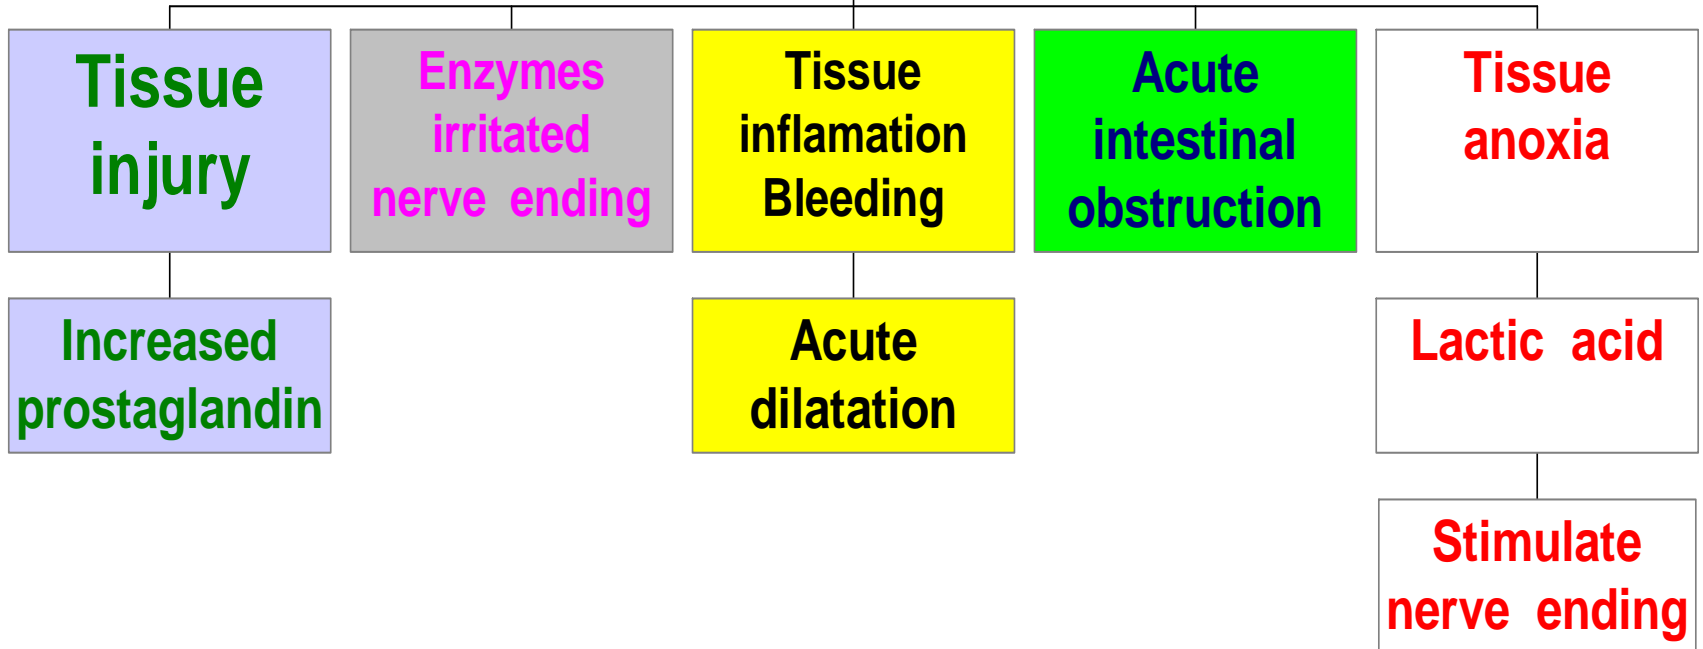 Tissue
injury
Enzymes
irritated
nerve ending
Tissue
inflamation
Bleeding
Acute
intestinal
obstruction
Tissue
anoxia
Increased
prostaglandin
Acute
dilatation
Lactic acid
Stimulate
nerve ending